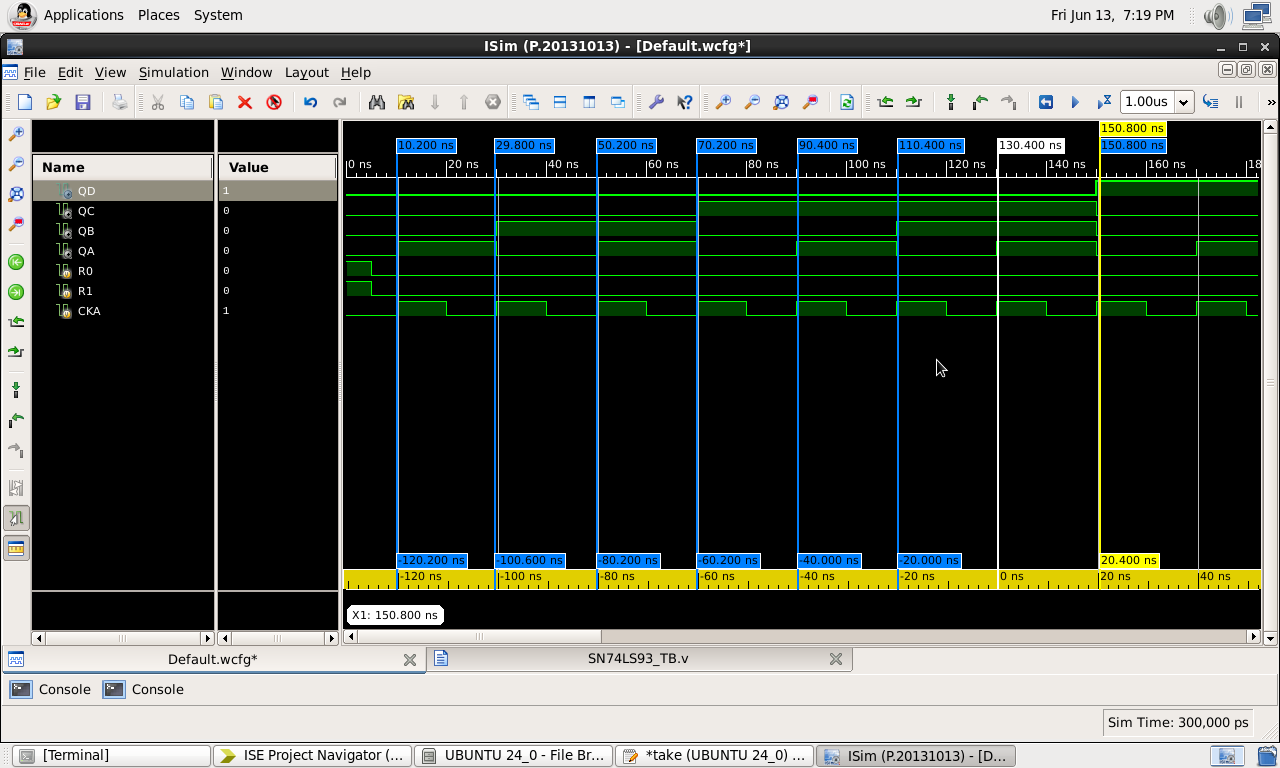 Applications Places System Fri Jun 13, 7:19 PM
ISim (P.20131013) - [Default.wcfg*]
File Edit View Simulation Window Layout Help
1.00us »
150.800 ns
10.200 ns 29.800 ns 50.200 ns 70.200 ns 90.400 ns 110.400 ns 130.400 ns 150.800 ns
Name Value 0 ns 20 ns 40 ns 60 ns 80 ns 100 ns 120 ns 140 ns 160 ns 18
QD 1
QC 0
QB 0
QA 0
R0 0
R1 0
CKA 1
-120.200 ns -100.600 ns -80.200 ns -60.200 ns -40.000 ns -20.000 ns 20.400 ns
-120 ns -100 ns -80 ns -60 ns -40 ns -20 ns 0 ns 20 ns 40 ns
X1: 150.800 ns
Default.wcfg* SN74LS93_TB.v
Console Console
Sim Time: 300,000 ps
[Terminal] ISE Project Navigator (... UBUNTU 24_0 - File Br... *take (UBUNTU 24_0) ... ISim (P.20131013) - [D...